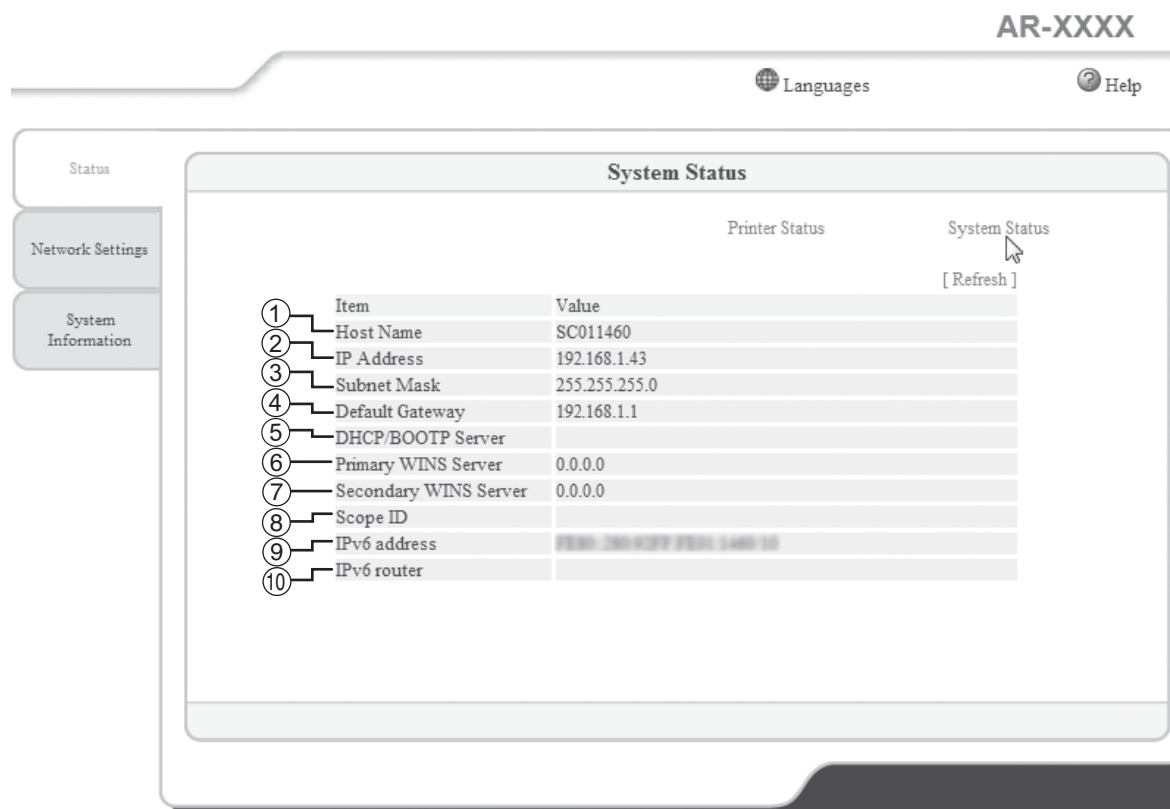 AR-XXXX
Languages
Help
Status
Network Settings
System
Information
System Status
Printer Status System Status
[ Refresh ]
Item Value
① Host Name SC011460
② IP Address 192.168.1.43
③ Subnet Mask 255.255.255.0
④ Default Gateway 192.168.1.1
⑤ DHCP/BOOTP Server
⑥ Primary WINS Server 0.0.0.0
⑦ Secondary WINS Server 0.0.0.0
⑧ Scope ID
⑨ IPv6 address
⑩ IPv6 router